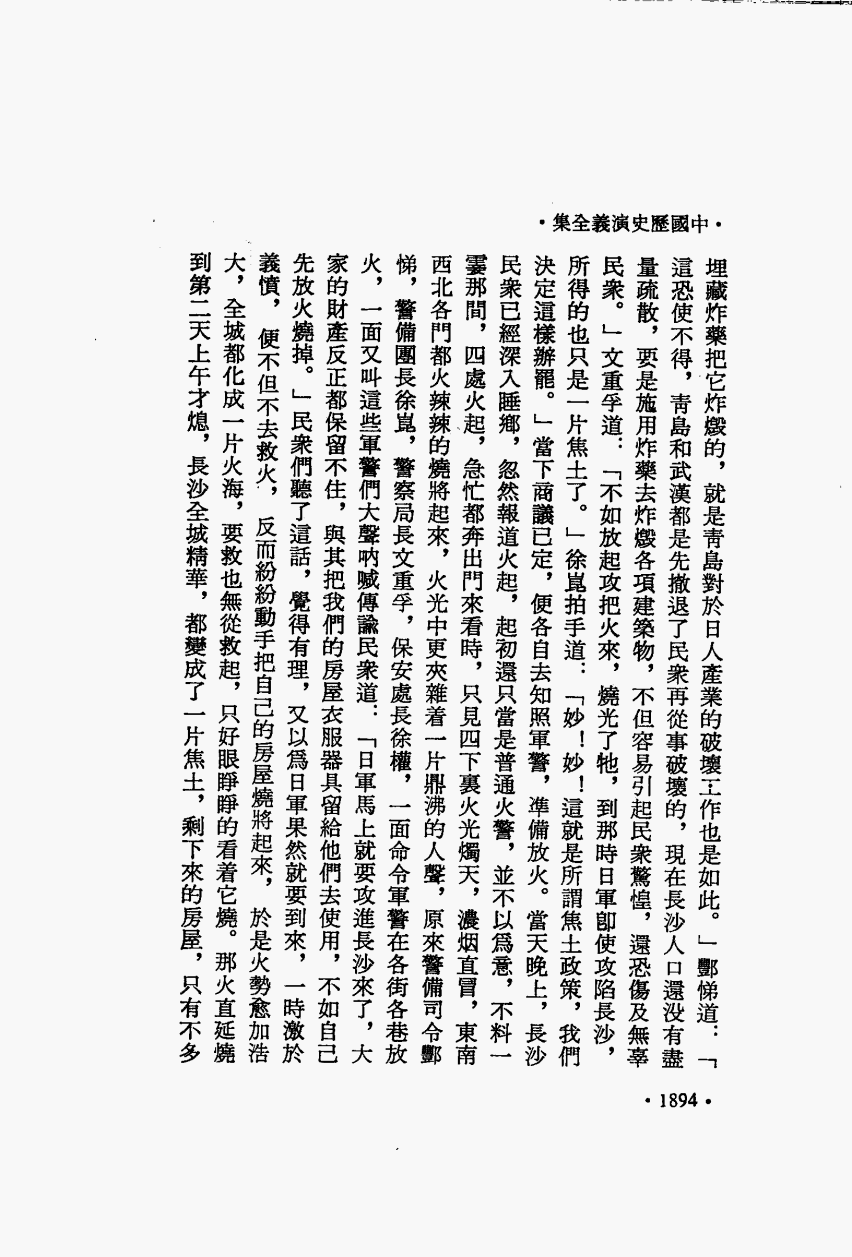 ·中國歷史演義全集·
埋藏炸藥把它炸燬的，就是靑島對於日人產業的破壞工作也是如此。」酆悌道：「
這恐使不得，靑島和武漢都是先撤退了民衆再從事破壞的，現在長沙人口還没有盡
量疏散，要是施用炸藥去炸燬各項建築物，不但容易引起民衆驚惶，還恐傷及無辜
民衆。」文重孚道：「不如放起攻把火來，燒光了牠，到那時日軍卽使攻陷長沙，
所得的也只是一片焦土了。」徐崑拍手道：「妙！妙！這就是所謂焦土政策，我們
決定這樣辦罷。」當下商議已定，便各自去知照軍警，準備放火。當天晚上，長沙
民衆已經深入睡鄉，忽然報道火起，起初還只當是普通火警，並不以爲意，不料一
霎那間，四處火起，急忙都奔出門來看時，只見四下裏火光燭天，濃烟直冒，東南
西北各門都火辣辣的燒將起來，火光中更夾雜着一片鼎沸的人聲，原來警備司令酆
悌，警備團長徐崑，警察局長文重孚，保安處長徐權，一面命令軍警在各街各巷放
火，一面又叫這些軍警們大聲吶喊傳諭民衆道：「日軍馬上就要攻進長沙來了，大
家的財產反正都保留不住，與其把我們的房屋衣服器具留給他們去使用，不如自己
先放火燒掉。」民衆們聽了這話，覺得有理，又以爲日軍果然就要到來，一時激於
義憤，便不但不去救火，反而紛紛動手把自己的房屋燒將起來，於是火勢愈加浩
大，全城都化成一片火海，要救也無從救起，只好眼睜睜的看着它燒。那火直延燒
到第二天上午才熄，長沙全城精華，都變成了一片焦土，剩下來的房屋，只有不多
·1894·